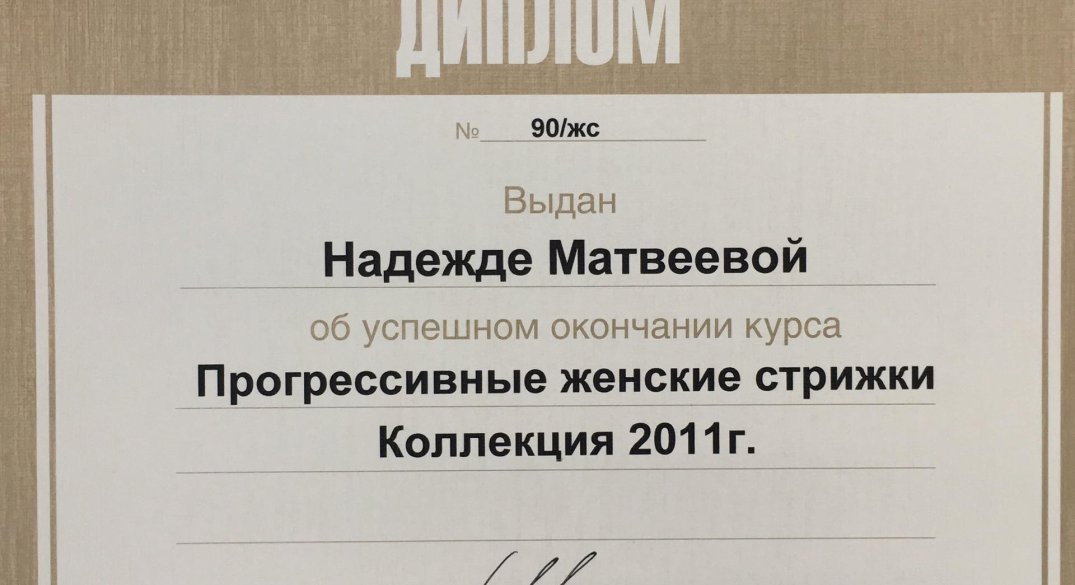 ДИПЛОМ
№ 90/жс
Выдан
Надежде Матвеевой
об успешном окончании курса
Прогрессивные женские стрижки
Коллекция 2011г.